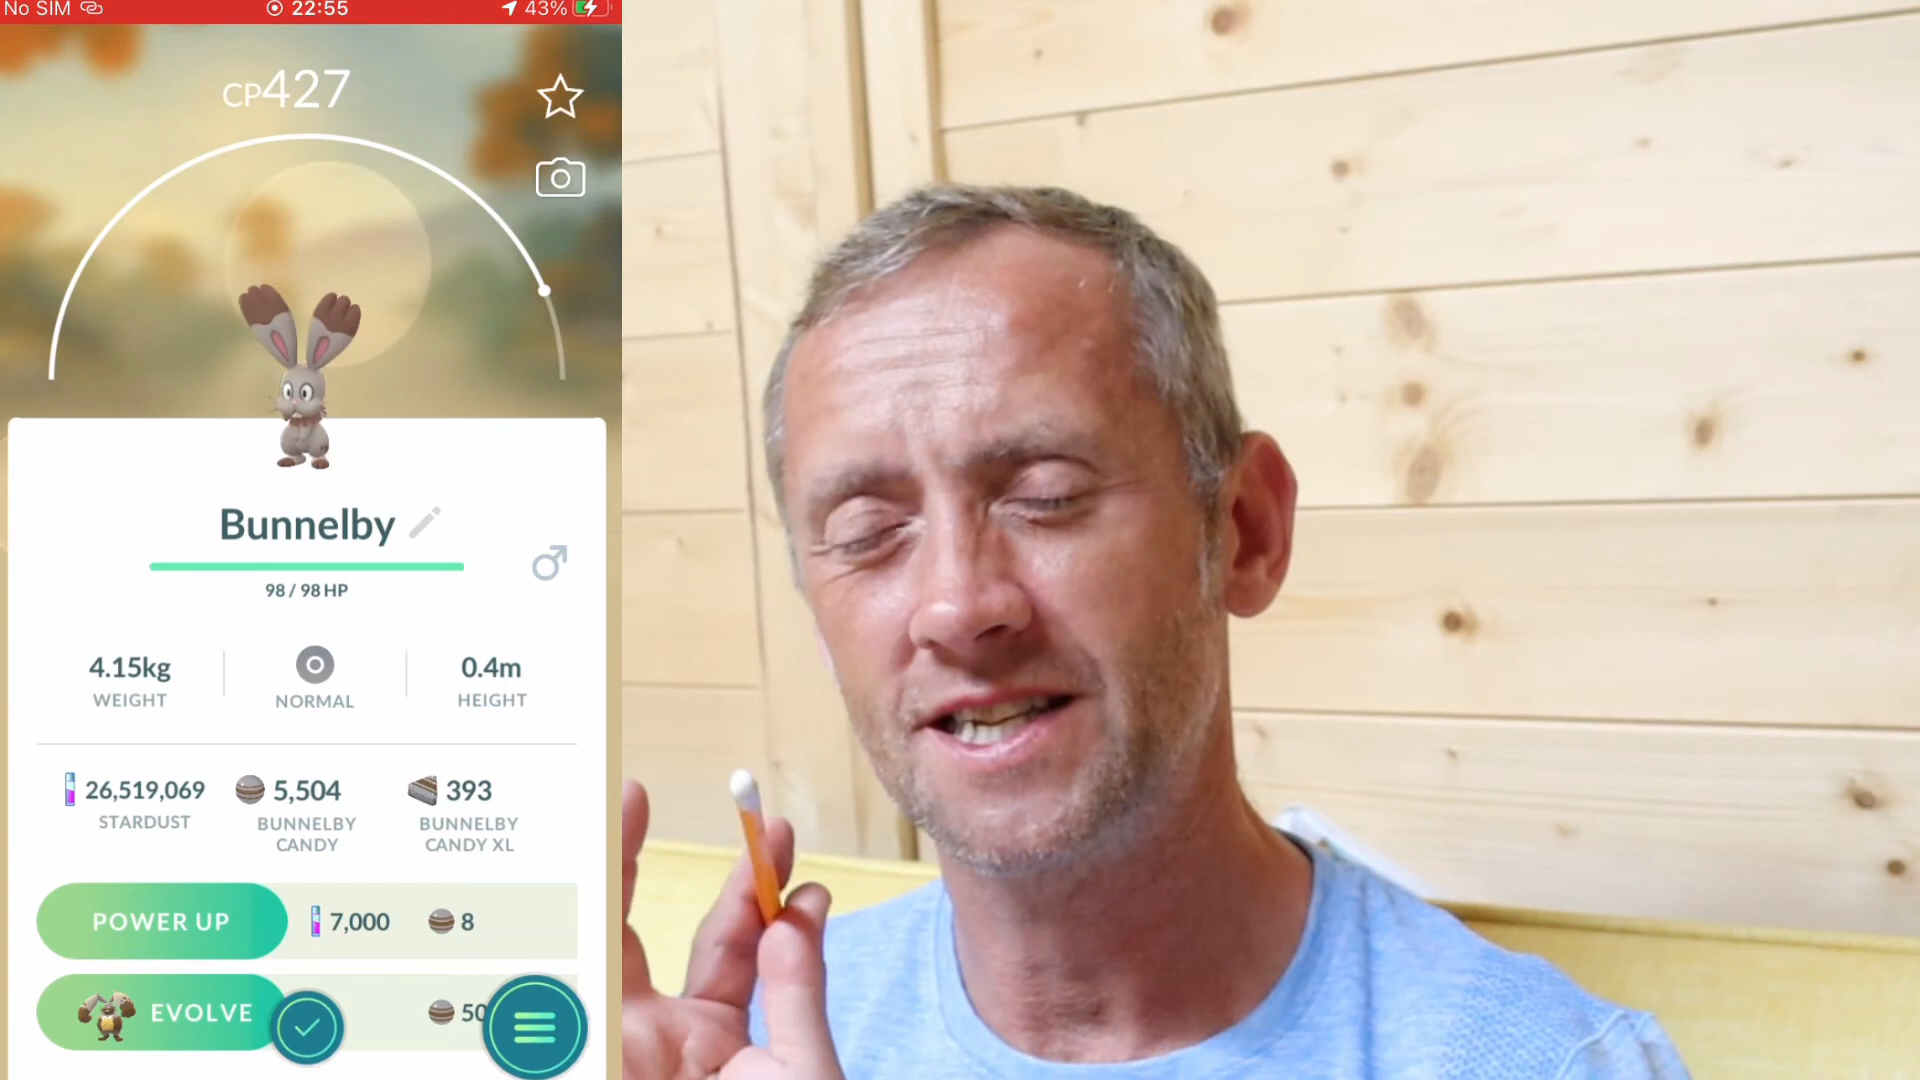 No SIM 22:55 43%
CP427
Bunnelby
98 / 98 HP
4.15kg NORMAL 0.4m
WEIGHT HEIGHT
26,519,069 5,504 393
STARDUST BUNNELBY CANDY BUNNELBY CANDY XL
POWER UP 7,000 8
EVOLVE 50